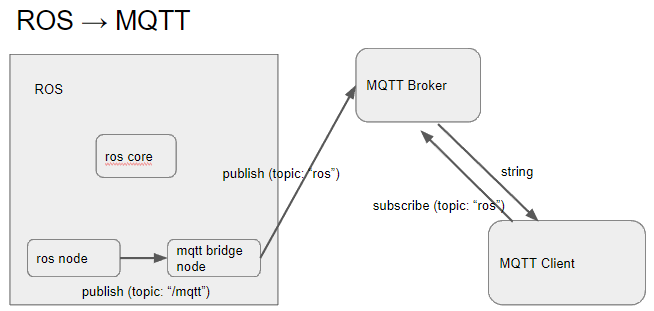 ROS → MQTT
ROS
MQTT Broker
ros core
publish (topic: “ros”)
string
subscribe (topic: “ros”)
ros node
mqtt bridge
node
MQTT Client
publish (topic: “/mqtt”)